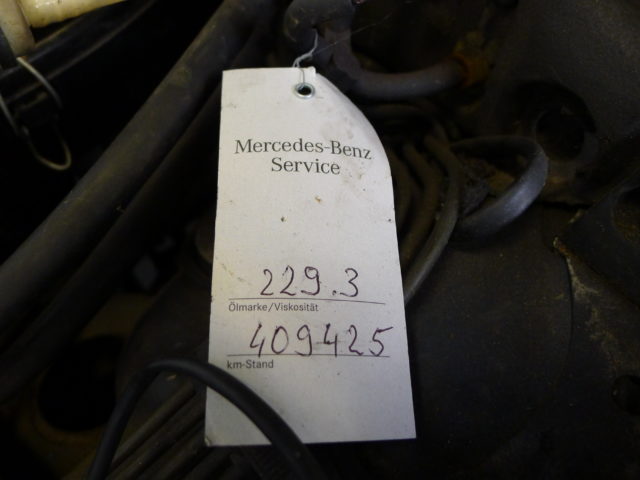 Mercedes-Benz
Service
229.3
Ölmarke/Viskosität
409425
km-Stand